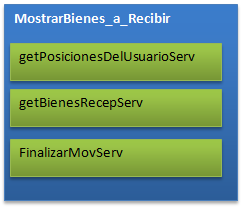 MostrarBienes_a_Recibir
getPosicionesDelUsuarioServ
getBienesRecepServ
FinalizarMovServ